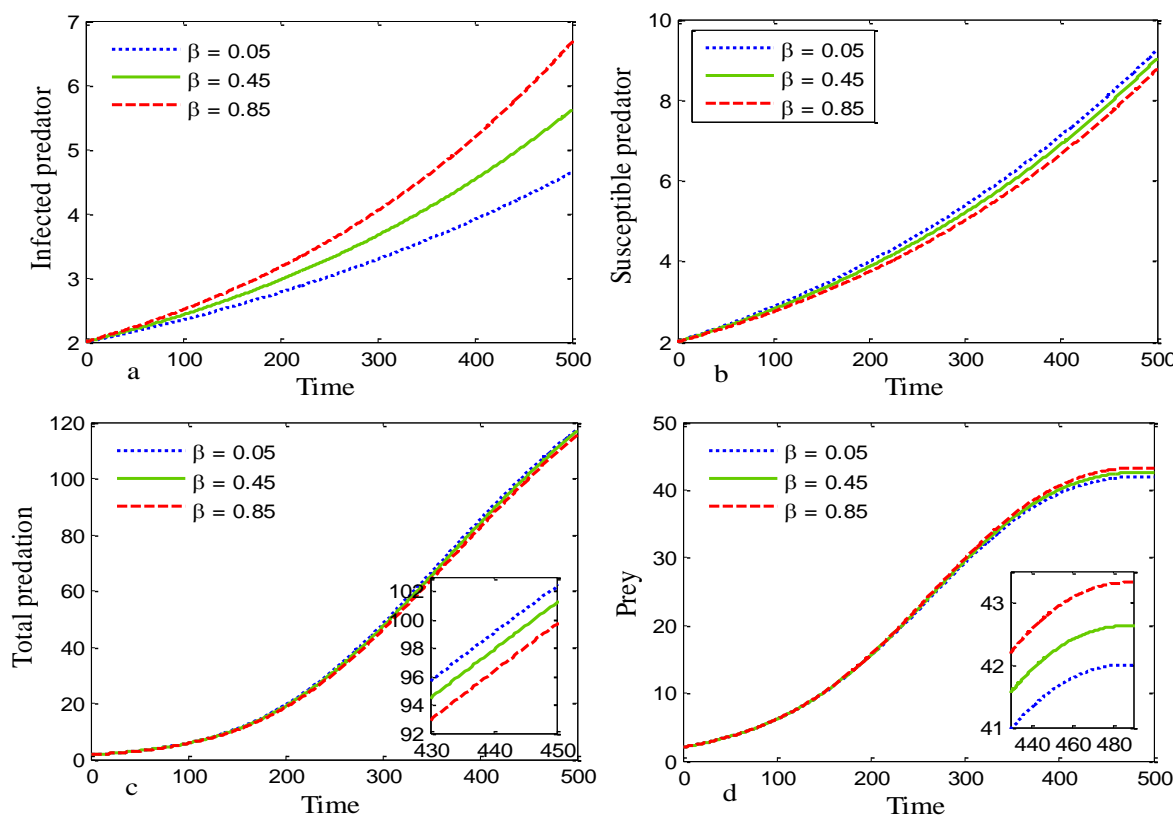 7
6
5
4
3
2
Infected predator
β = 0.05
β = 0.45
β = 0.85
0 100 200 300 400 500
a
Time
10
8
6
4
2
Susceptible predator
β = 0.05
β = 0.45
β = 0.85
0 100 200 300 400 500
b
Time
120
100
80
60
40
20
0
Total predation
β = 0.05
β = 0.45
β = 0.85
102
100
98
96
94
92
430 440 450
0 100 200 300 400 500
c
Time
50
40
30
20
10
0
Prey
β = 0.05
β = 0.45
β = 0.85
43
42
41
440 460 480
0 100 200 300 400 500
d
Time